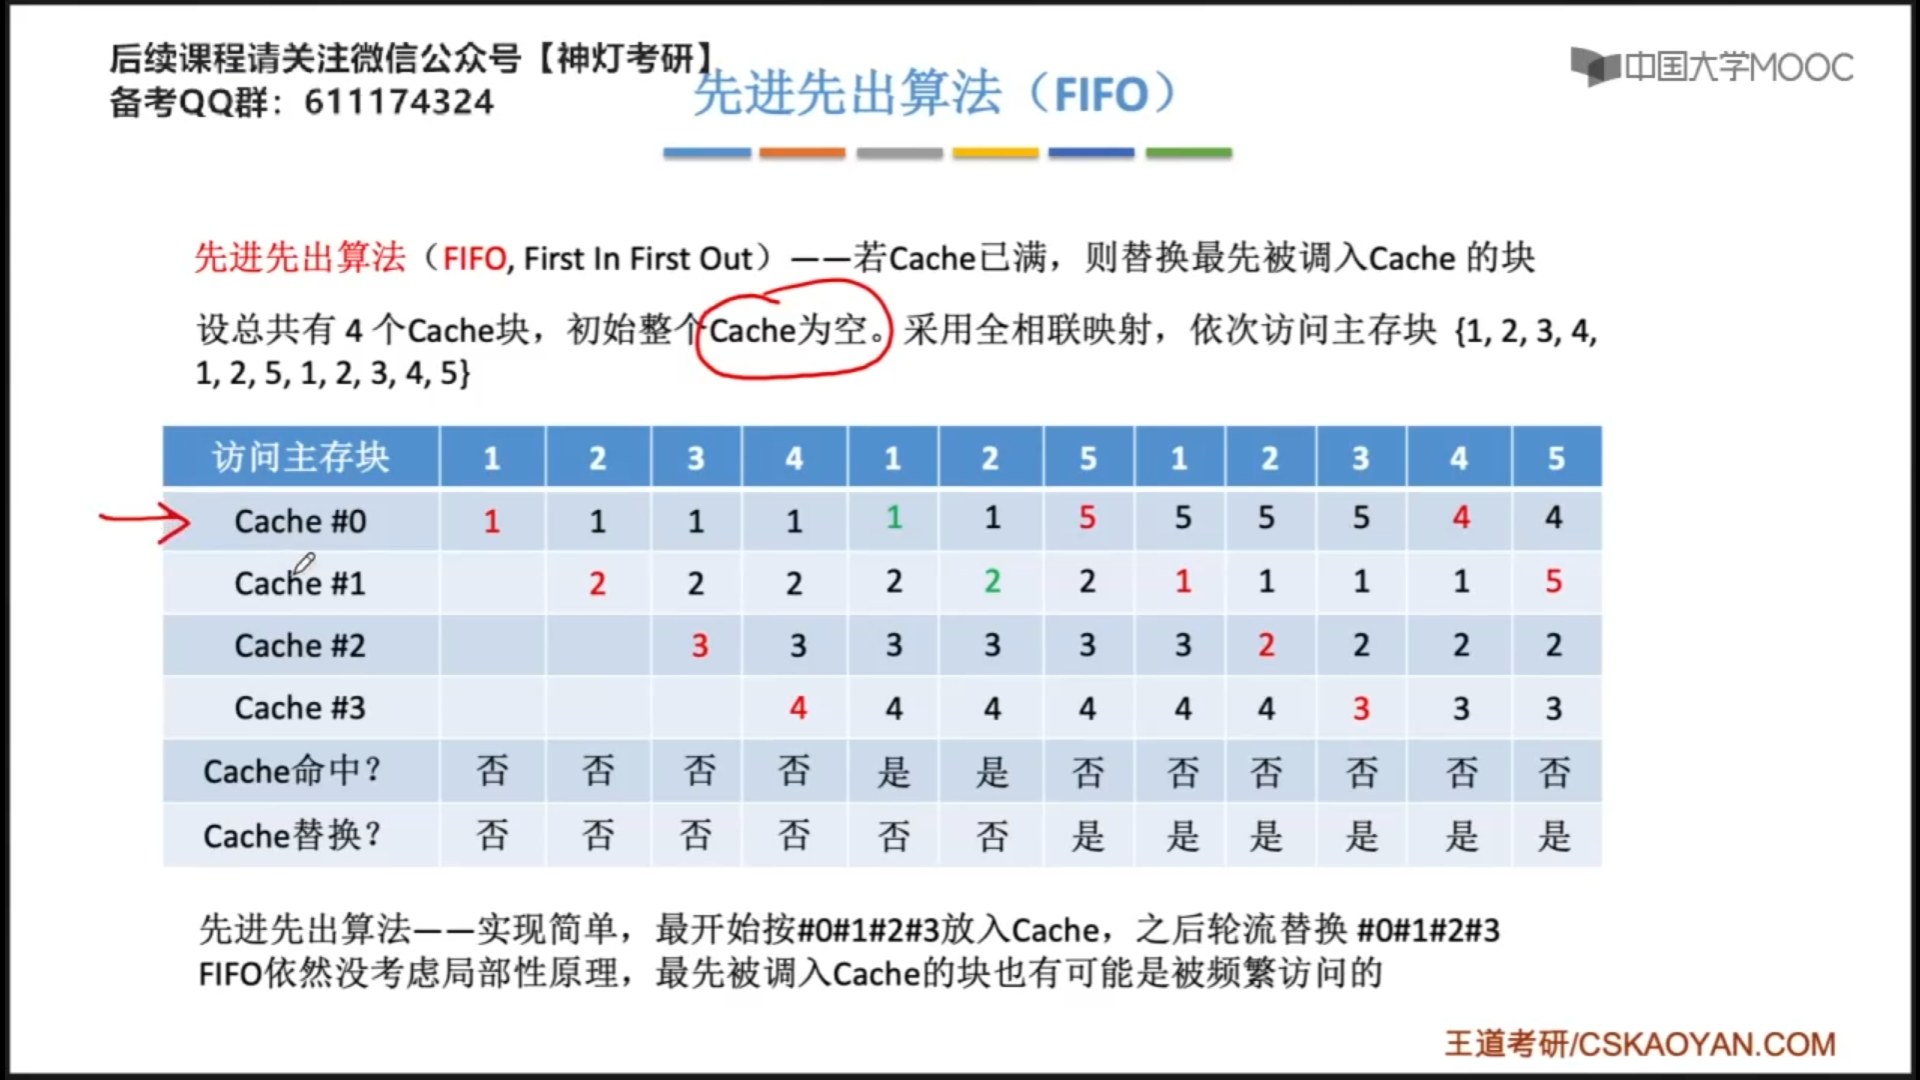 后续课程请关注微信公众号【神灯考研】
备考QQ群：611174324
中国大学MOOC
先进先出算法（FIFO）
先进先出算法（FIFO, First In First Out）——若Cache已满，则替换最先被调入Cache 的块
设总共有 4 个Cache块，初始整个Cache为空。采用全相联映射，依次访问主存块 {1, 2, 3, 4,
1, 2, 5, 1, 2, 3, 4, 5}
访问主存块 1 2 3 4 1 2 5 1 2 3 4 5
Cache #0 1 1 1 1 1 1 5 5 5 5 4 4
Cache #1 2 2 2 2 2 2 1 1 1 1 5
Cache #2 3 3 3 3 3 3 2 2 2 2
Cache #3 4 4 4 4 4 4 3 3 3
Cache命中？ 否 否 否 否 是 是 否 否 否 否 否 否
Cache替换？ 否 否 否 否 否 否 是 是 是 是 是 是
先进先出算法——实现简单，最开始按#0#1#2#3放入Cache，之后轮流替换 #0#1#2#3
FIFO依然没考虑局部性原理，最先被调入Cache的块也有可能是被频繁访问的
王道考研/CSKAOYAN.COM